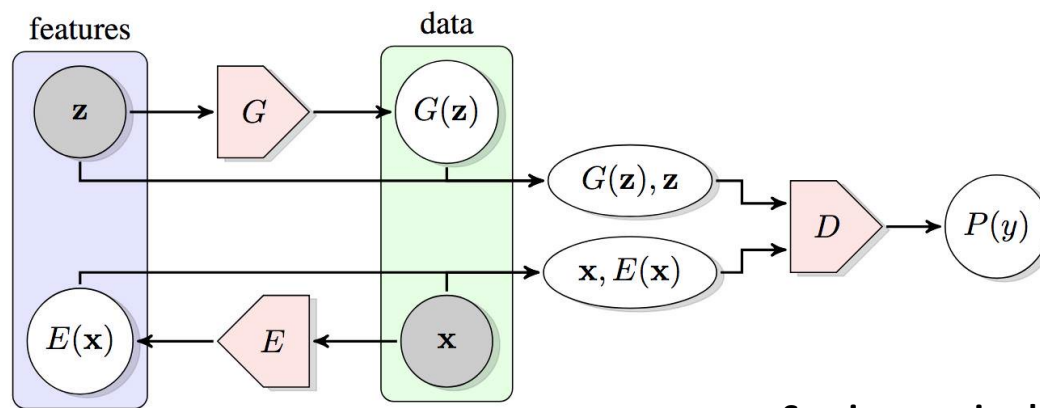 features
data
z
G
G(z)
G(z), z
D
P(y)
x, E(x)
E(x)
E
x